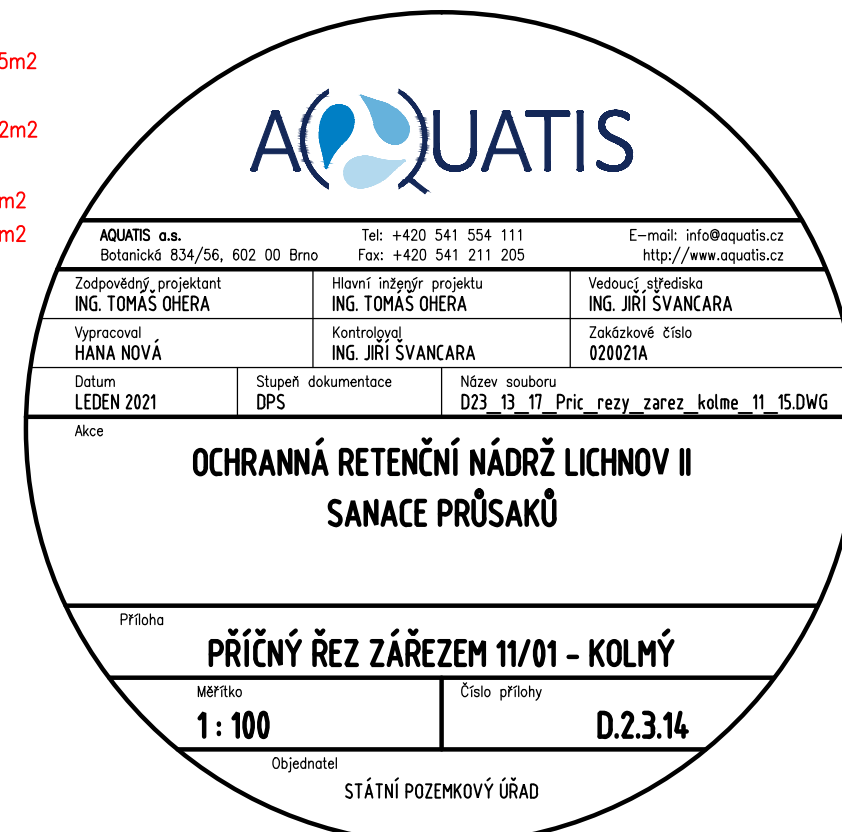 5m2
2m2
m2
m2
AQUATIS
AQUATIS a.s. Tel: +420 541 554 111 E-mail: info@aquatis.cz
Botanická 834/56, 602 00 Brno Fax: +420 541 211 205 http://www.aquatis.cz
Zodpovědný projektant Hlavní inženýr projektu Vedoucí střediska
ING. TOMÁŠ OHERA ING. TOMÁŠ OHERA ING. JIŘÍ ŠVANCARA
Vypracoval Kontroloval Zakázkové číslo
HANA NOVÁ ING. JIŘÍ ŠVANCARA 020021A
Datum Stupeň dokumentace Název souboru
LEDEN 2021 DPS D23_13_17_Pric_rezy_zarez_kolme_11_15.DWG
Akce
OCHRANNÁ RETENČNÍ NÁDRŽ LICHNOV II
SANACE PRŮSAKŮ
Příloha
PŘÍČNÝ ŘEZ ZÁŘEZEM 11/01 - KOLMÝ
Měřítko Číslo přílohy
1 : 100 D.2.3.14
Objednatel
STÁTNÍ POZEMKOVÝ ÚŘAD